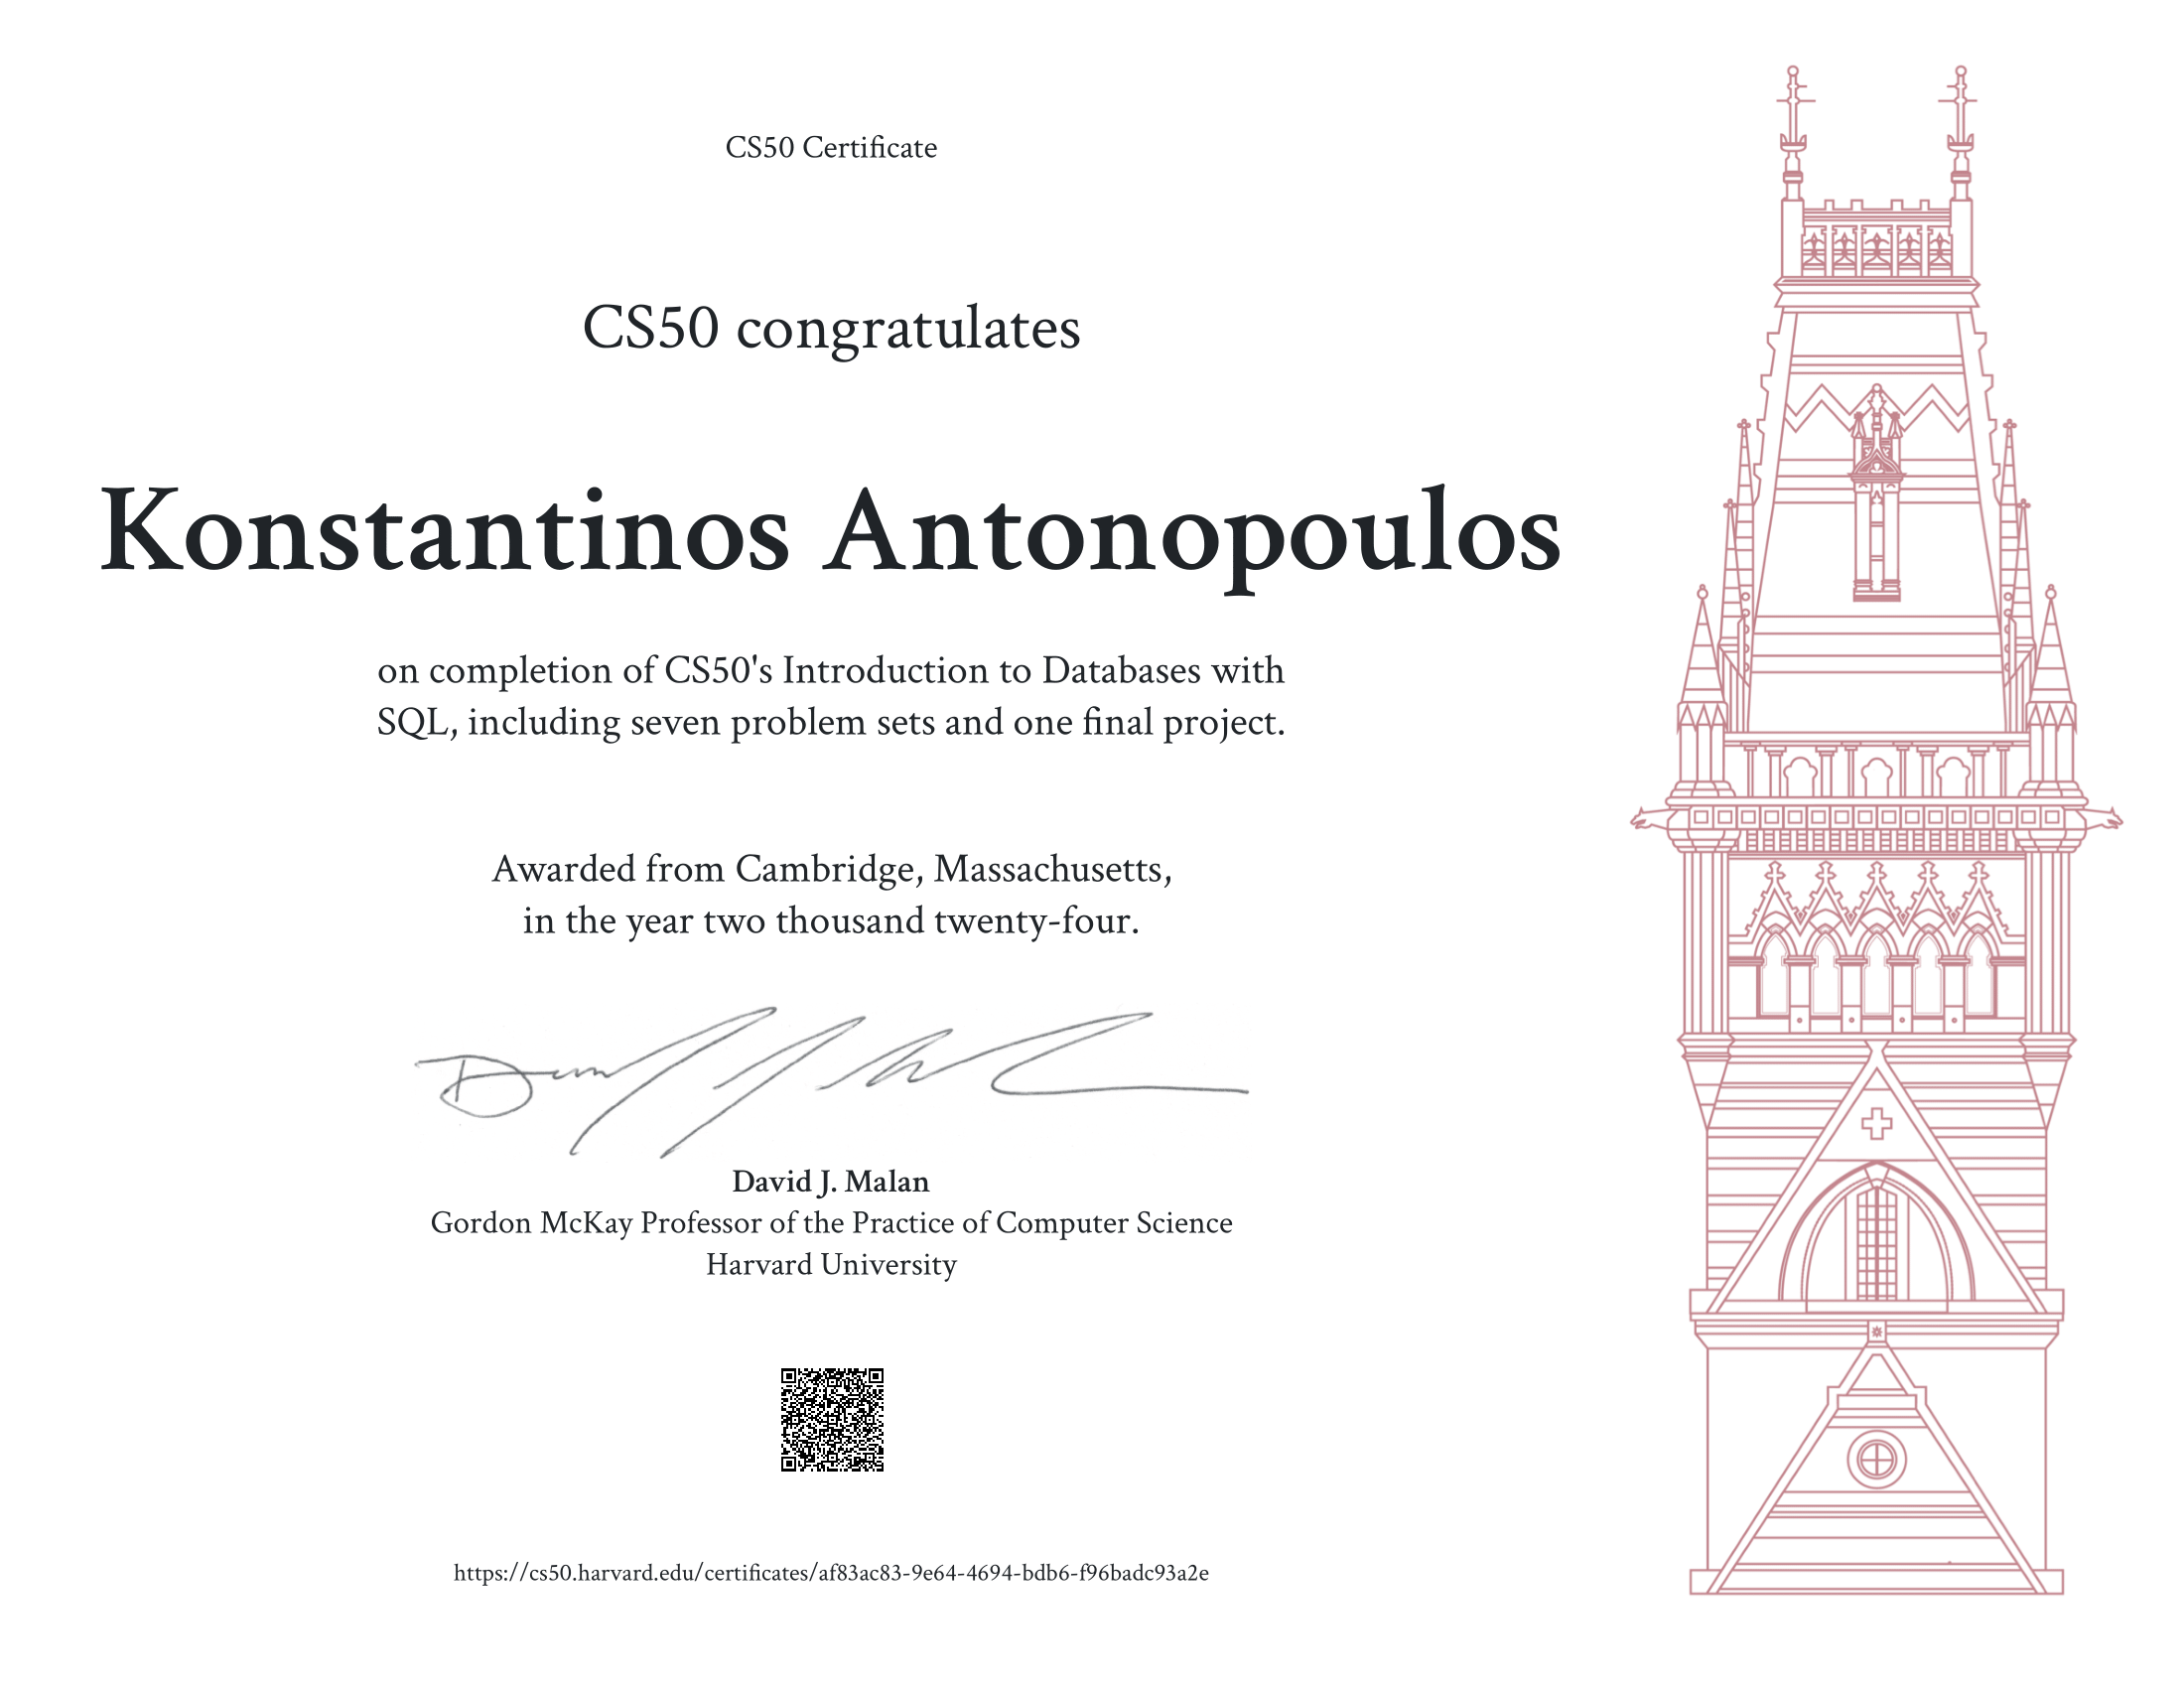 CS50 Certificate
CS50 congratulates
Konstantinos Antonopoulos
on completion of CS50's Introduction to Databases with
SQL, including seven problem sets and one final project.
Awarded from Cambridge, Massachusetts,
in the year two thousand twenty-four.
David J. Malan
Gordon McKay Professor of the Practice of Computer Science
Harvard University
https://cs50.harvard.edu/certificates/af83ac83-9e64-4694-bdb6-f96badc93a2e